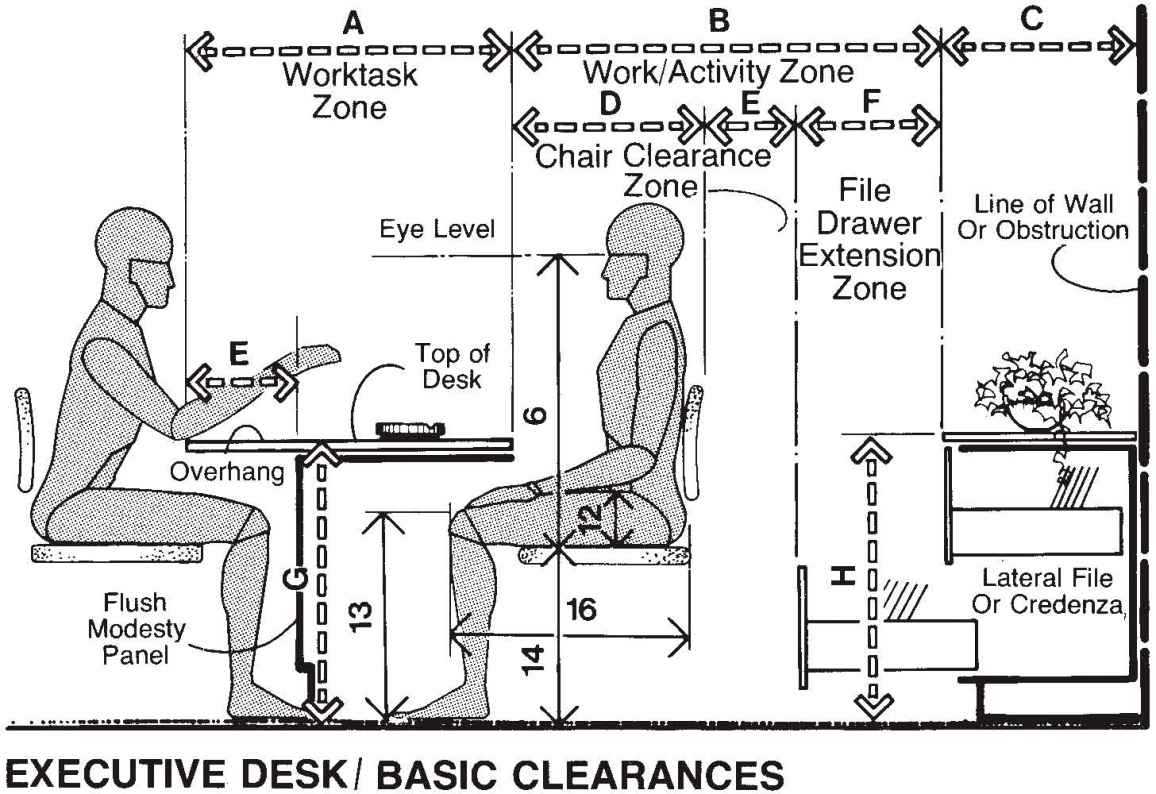 A
B
C
Worktask
Zone
Work/Activity Zone
D
E
F
Chair Clearance
Zone
File
Drawer
Extension
Zone
Line of Wall
Or Obstruction
Eye Level
E
Top of
Desk
6
Overhang
12
G
H
Lateral File
Or Credenza
Flush
Modesty
Panel
13
16
14
EXECUTIVE DESK/ BASIC CLEARANCES